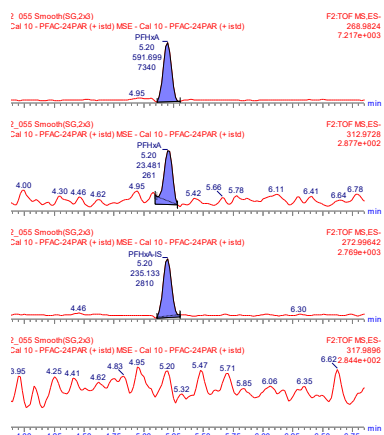 2_055 Smooth(SG,2x3) F2:TOF MS,ES-
Cal 10 - PFAC-24PAR (+ istd) MSE - Cal 10 - PFAC-24PAR (+ istd) 268.9824
7.217e+003
PFHxA
5.20
591.699
7340
4.95
min
2_055 Smooth(SG,2x3) F2:TOF MS,ES-
Cal 10 - PFAC-24PAR (+ istd) MSE - Cal 10 - PFAC-24PAR (+ istd) 312.9728
2.877e+002
PFHxA
5.20
23.481
261
4.00 4.30 4.46 4.62 4.95 5.42 5.66 5.78 6.11 6.41 6.64 6.78
min
2_055 Smooth(SG,2x3) F2:TOF MS,ES-
Cal 10 - PFAC-24PAR (+ istd) MSE - Cal 10 - PFAC-24PAR (+ istd) 272.99642
2.769e+003
PFHxA-IS
5.20
235.133
2810
4.46 6.30
min
2_055 Smooth(SG,2x3) F2:TOF MS,ES-
Cal 10 - PFAC-24PAR (+ istd) MSE - Cal 10 - PFAC-24PAR (+ istd) 317.9896
2.844e+002
3.95 4.25 4.41 4.62 4.83 4.95 5.20 5.32 5.47 5.71 5.85 6.06 6.35 6.62
min